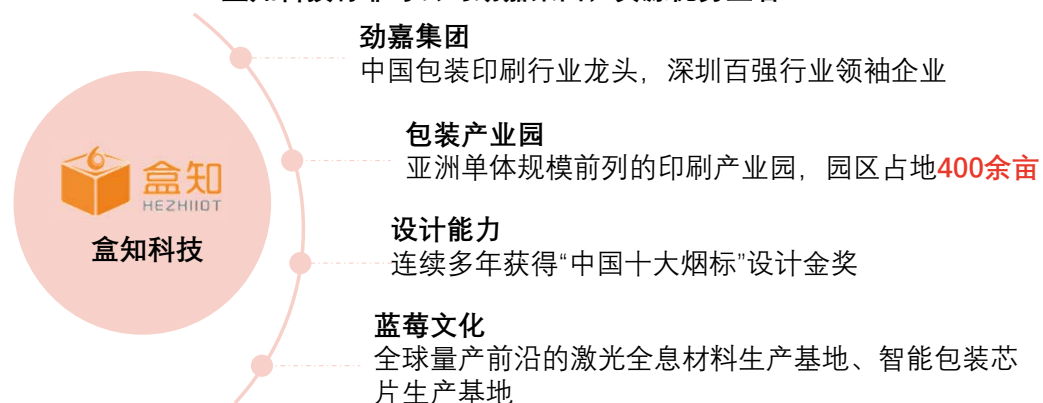 劲嘉集团
中国包装印刷行业龙头，深圳百强行业领袖企业
包装产业园
亚洲单体规模前列的印刷产业园，园区占地400余亩
盒知
HEZHIIOT
盒知科技
设计能力
连续多年获得“中国十大烟标”设计金奖
蓝莓文化
全球量产前沿的激光全息材料生产基地、智能包装芯
片生产基地